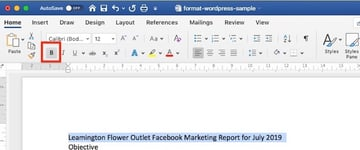 AutoSave OFF
format-wordpress-sample
Home Insert Draw Design Layout References Mailings Review View
Paste
Calibri (Bod... 12
B I U
Styles
Styles Pane
Leamington Flower Outlet Facebook Marketing Report for July 2019
Objective